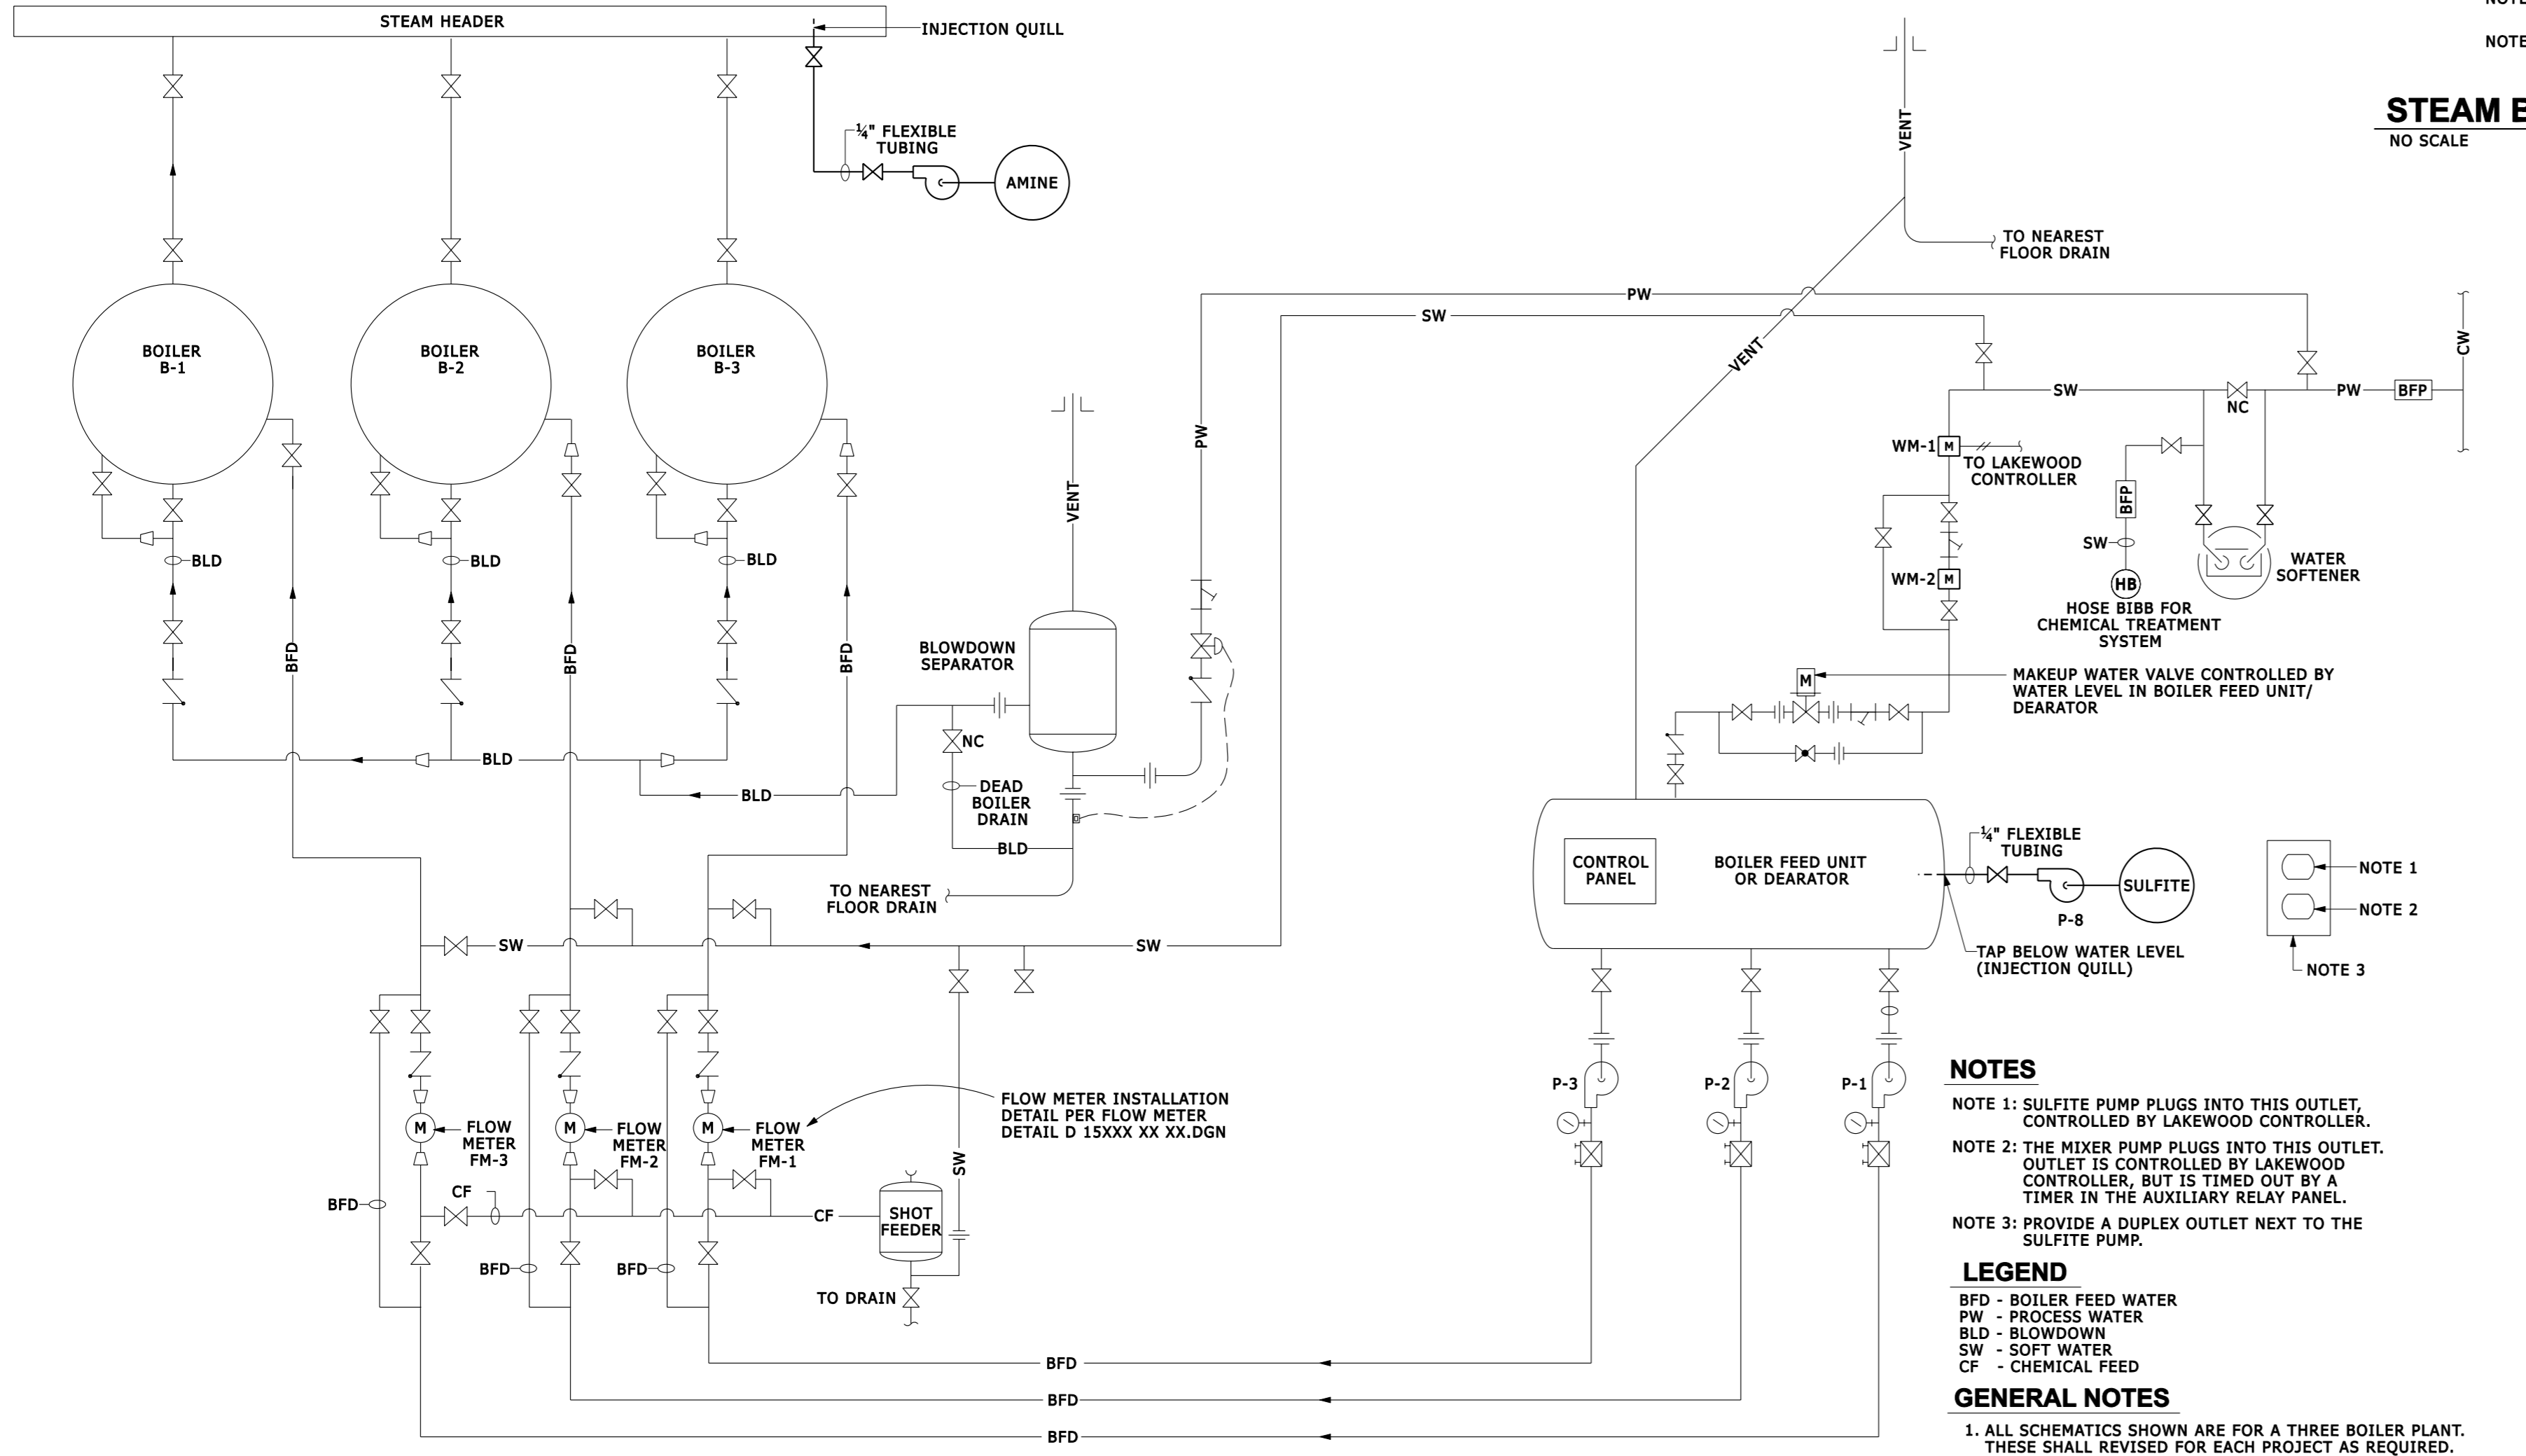 STEAM HEADER
INJECTION QUILL
NOTE
NOTE
STEAM B
NO SCALE
¼" FLEXIBLE
TUBING
AMINE
VENT
TO NEAREST
FLOOR DRAIN
PW
SW
VENT
CW
BOILER
B-1
BOILER
B-2
BOILER
B-3
SW
NC
PW
BFP
PW
WM-1
M
TO LAKEWOOD
CONTROLLER
BFP
SW
HB
HOSE BIBB FOR
CHEMICAL TREATMENT
SYSTEM
WATER
SOFTENER
WM-2
M
BLD
BLD
BLD
VENT
BFD
BFD
BFD
BLOWDOWN
SEPARATOR
M
MAKEUP WATER VALVE CONTROLLED BY
WATER LEVEL IN BOILER FEED UNIT/
DEARATOR
NC
BLD
BLD
DEAD
BOILER
DRAIN
BLD
TO NEAREST
FLOOR DRAIN
CONTROL
PANEL
BOILER FEED UNIT
OR DEARATOR
¼" FLEXIBLE
TUBING
SULFITE
P-8
TAP BELOW WATER LEVEL
(INJECTION QUILL)
NOTE 1
NOTE 2
NOTE 3
SW
SW
P-3
P-2
P-1
M
FLOW
METER
FM-3
M
FLOW
METER
FM-2
M
FLOW
METER
FM-1
FLOW METER INSTALLATION
DETAIL PER FLOW METER
DETAIL D 15XXX XX XX.DGN
SW
BFD
CF
CF
SHOT
FEEDER
BFD
BFD
TO DRAIN
BFD
BFD
BFD
NOTES
NOTE 1: SULFITE PUMP PLUGS INTO THIS OUTLET,
CONTROLLED BY LAKEWOOD CONTROLLER.
NOTE 2: THE MIXER PUMP PLUGS INTO THIS OUTLET.
OUTLET IS CONTROLLED BY LAKEWOOD
CONTROLLER, BUT IS TIMED OUT BY A
TIMER IN THE AUXILIARY RELAY PANEL.
NOTE 3: PROVIDE A DUPLEX OUTLET NEXT TO THE
SULFITE PUMP.
LEGEND
BFD - BOILER FEED WATER
PW - PROCESS WATER
BLD - BLOWDOWN
SW - SOFT WATER
CF - CHEMICAL FEED
GENERAL NOTES
1. ALL SCHEMATICS SHOWN ARE FOR A THREE BOILER PLANT.
THESE SHALL REVISED FOR EACH PROJECT AS REQUIRED.